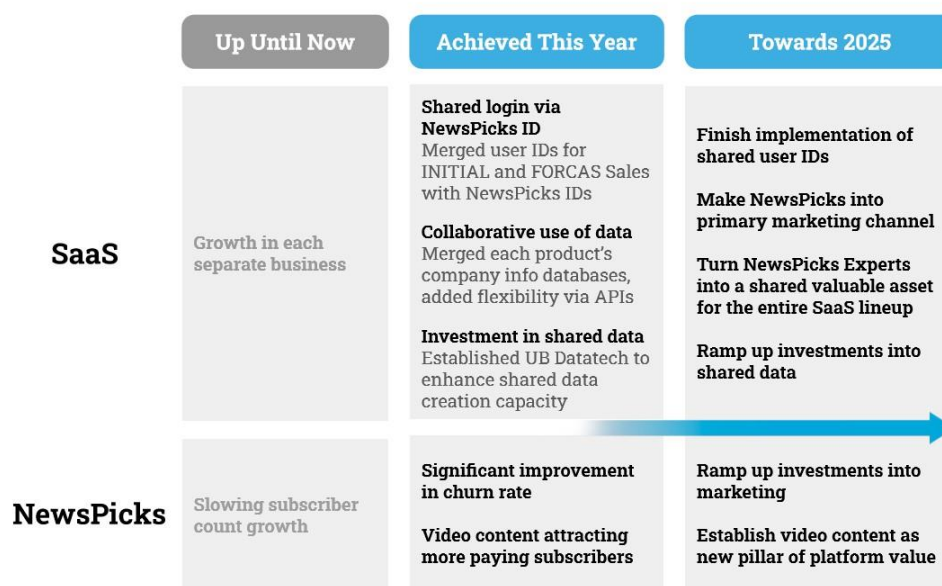 Up Until Now
Achieved This Year
Towards 2025
SaaS
Growth in each
separate business
Shared login via
NewsPicks ID
Merged user IDs for
INITIAL and FORCAS Sales
with NewsPicks IDs
Collaborative use of data
Merged each product's
company info databases,
added flexibility via APIs
Investment in shared data
Established UB Datatech to
enhance shared data
creation capacity
Finish implementation of
shared user IDs
Make NewsPicks into
primary marketing channel
Turn NewsPicks Experts
into a shared valuable asset
for the entire SaaS lineup
Ramp up investments into
shared data
NewsPicks
Slowing subscriber
count growth
Significant improvement
in churn rate
Video content attracting
more paying subscribers
Ramp up investments into
marketing
Establish video content as
new pillar of platform value